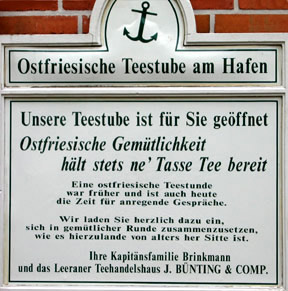 Ostfriesische Teestube am Hafen
Unsere Teestube ist für Sie geöffnet
Ostfriesische Gemütlichkeit
hält stets ne' Tasse Tee bereit
Eine ostfriesische Teestunde
war früher und ist auch heute
die Zeit für anregende Gespräche.
Wir laden Sie herzlich dazu ein,
sich in gemütlicher Runde zusammenzusetzen,
wie es hierzulande von alters her Sitte ist.
Ihre Kapitänsfamilie Brinkmann
und das Leeraner Teehandelshaus J. BÜNTING & COMP.